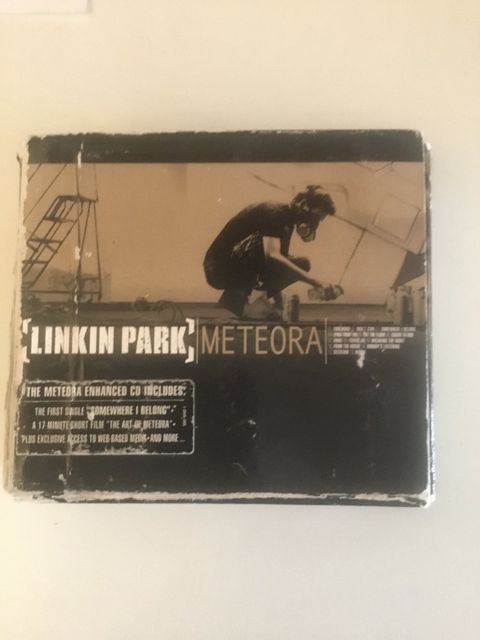 [LINKIN PARK]
METEORA
THE METEORA ENHANCED CD INCLUDES:
THE FIRST SINGLE "SOMEWHERE I BELONG"
A 17 MINUTE SHORT FILM "THE ART OF METEORA"
PLUS EXCLUSIVE ACCESS TO WEB BASED MEDIA AND MORE